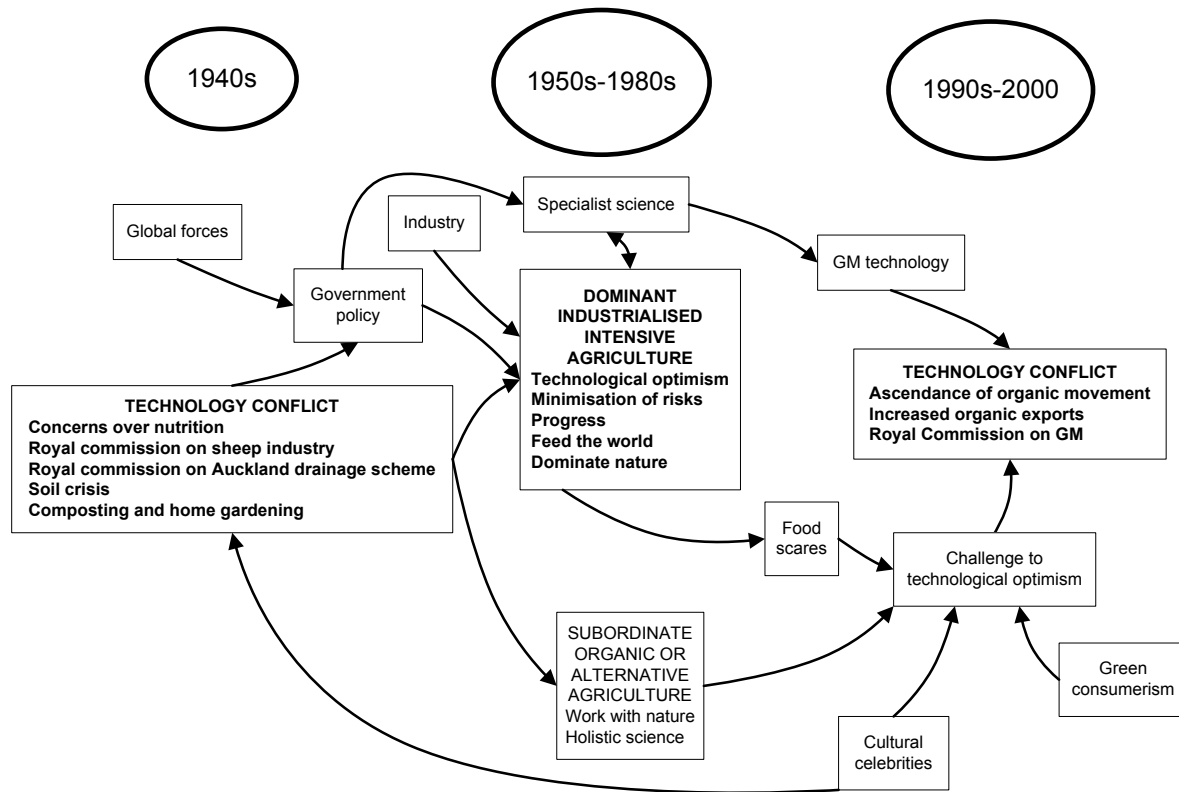 1940s
1950s-1980s
1990s-2000
Specialist science
Industry
Global forces
GM technology
Government
policy
DOMINANT
INDUSTRIALISED
INTENSIVE
AGRICULTURE
Technological optimism
Minimisation of risks
Progress
Feed the world
Dominate nature
TECHNOLOGY CONFLICT
Ascendance of organic movement
Increased organic exports
Royal Commission on GM
TECHNOLOGY CONFLICT
Concerns over nutrition
Royal commission on sheep industry
Royal commission on Auckland drainage scheme
Soil crisis
Composting and home gardening
Food
scares
Challenge to
technological optimism
SUBORDINATE
ORGANIC OR
ALTERNATIVE
AGRICULTURE
Work with nature
Holistic science
Green
consumerism
Cultural
celebrities